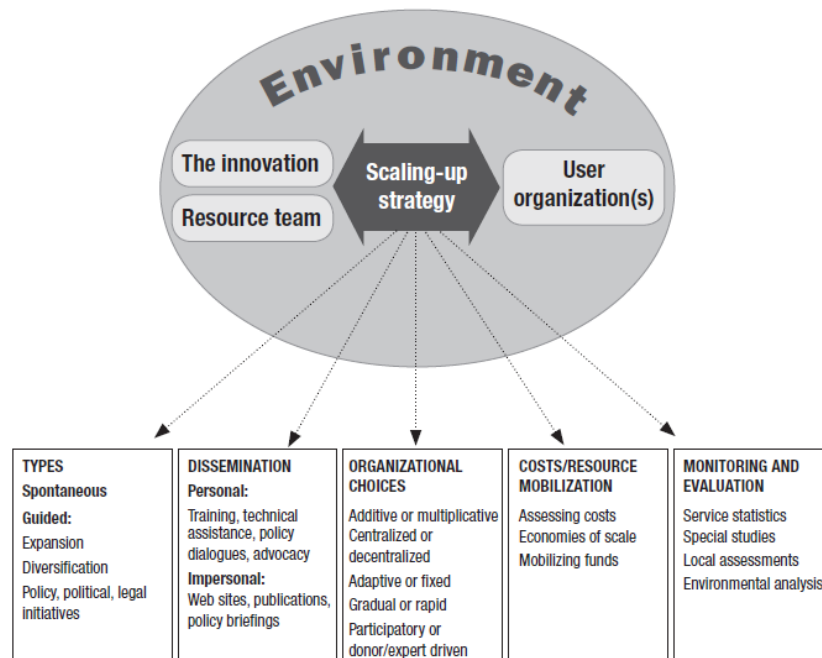 Environment
The innovation
Resource team
Scaling-up
strategy
User
organization(s)
TYPES
Spontaneous
Guided:
Expansion
Diversification
Policy, political, legal
initiatives
DISSEMINATION
Personal:
Training, technical
assistance, policy
dialogues, advocacy
Impersonal:
Web sites, publications,
policy briefings
ORGANIZATIONAL
CHOICES
Additive or multiplicative
Centralized or
decentralized
Adaptive or fixed
Gradual or rapid
Participatory or
donor/expert driven
COSTS/RESOURCE
MOBILIZATION
Assessing costs
Economies of scale
Mobilizing funds
MONITORING AND
EVALUATION
Service statistics
Special studies
Local assessments
Environmental analysis